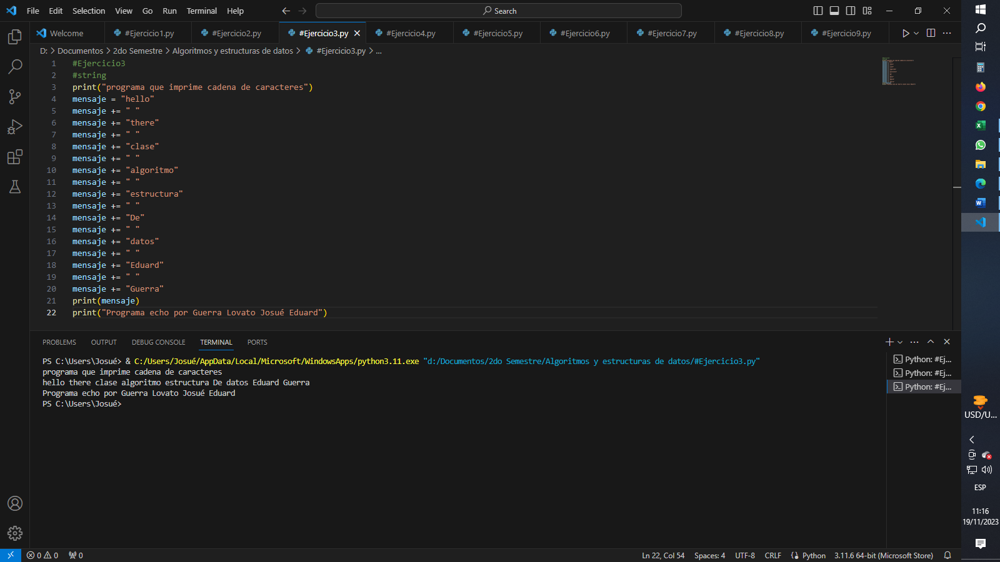 File Edit Selection View Go Run Terminal Help
Search
Welcome #Ejercicio1.py #Ejercicio2.py #Ejercicio3.py #Ejercicio4.py #Ejercicio5.py #Ejercicio6.py #Ejercicio7.py #Ejercicio8.py #Ejercicio9.py
D: > Documentos > 2do Semestre > Algoritmos y estructuras de datos > #Ejercicio3.py > ...
1 #Ejercicio3
2 #string
3 print("programa que imprime cadena de caracteres")
4 mensaje = "hello"
5 mensaje += " "
6 mensaje += "there"
7 mensaje += " "
8 mensaje += "clase"
9 mensaje += " "
10 mensaje += "algoritmo"
11 mensaje += " "
12 mensaje += "estructura"
13 mensaje += " "
14 mensaje += "De"
15 mensaje += " "
16 mensaje += "datos"
17 mensaje += " "
18 mensaje += "Eduard"
19 mensaje += " "
20 mensaje += "Guerra"
21 print(mensaje)
22 print("Programa echo por Guerra Lovato Josué Eduard")
PROBLEMS OUTPUT DEBUG CONSOLE TERMINAL PORTS
PS C:\Users\Josué> & C:/Users/Josué/AppData/Local/Microsoft/WindowsApps/python3.11.exe "d:/Documentos/2do Semestre/Algoritmos y estructuras de datos/#Ejercicio3.py"
programa que imprime cadena de caracteres
hello there clase algoritmo estructura De datos Eduard Guerra
Programa echo por Guerra Lovato Josué Eduard
PS C:\Users\Josué>
Python: #Ej...
Python: #Ej...
Python: #Ej...
0 0 0 Ln 22, Col 54 Spaces: 4 UTF-8 CRLF Python 3.11.6 64-bit (Microsoft Store)
USD/U...
ESP
11:16
19/11/2023